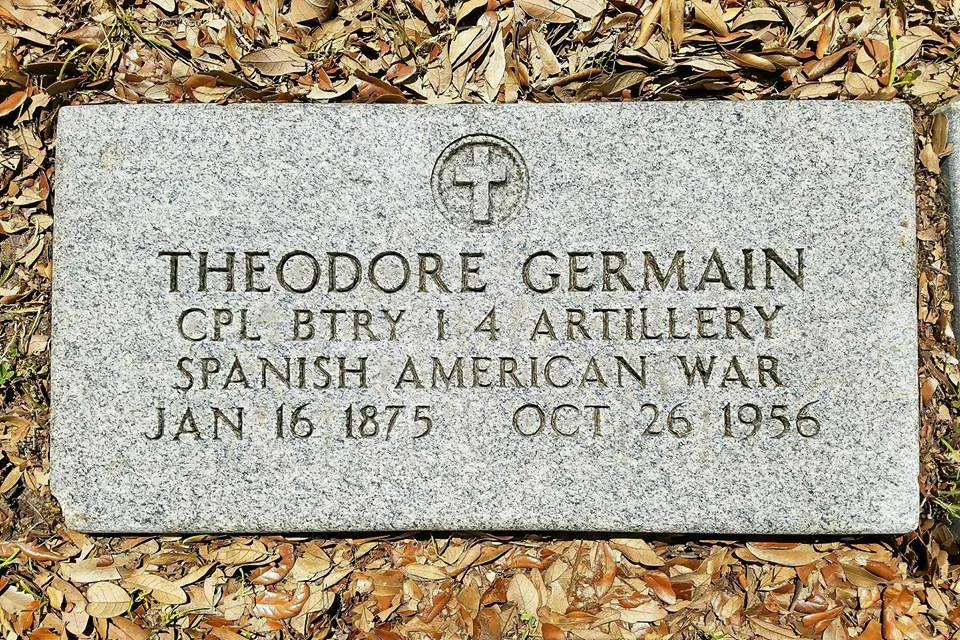 THEODORE GERMAIN
CPL BTRY I 4 ARTILLERY
SPANISH AMERICAN WAR
JAN 16 1875 OCT 26 1956